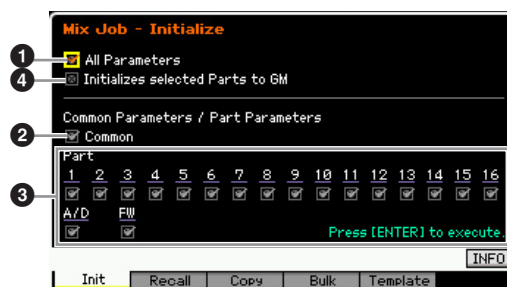 Mix Job - Initialize
1 All Parameters
4 Initializes selected Parts to GM
Common Parameters / Part Parameters
2 Common
3
Part
1 2 3 4 5 6 7 8 9 10 11 12 13 14 15 16
A/D FW
Press [ENTER] to execute.
INFO
Init Recall Copy Bulk Template